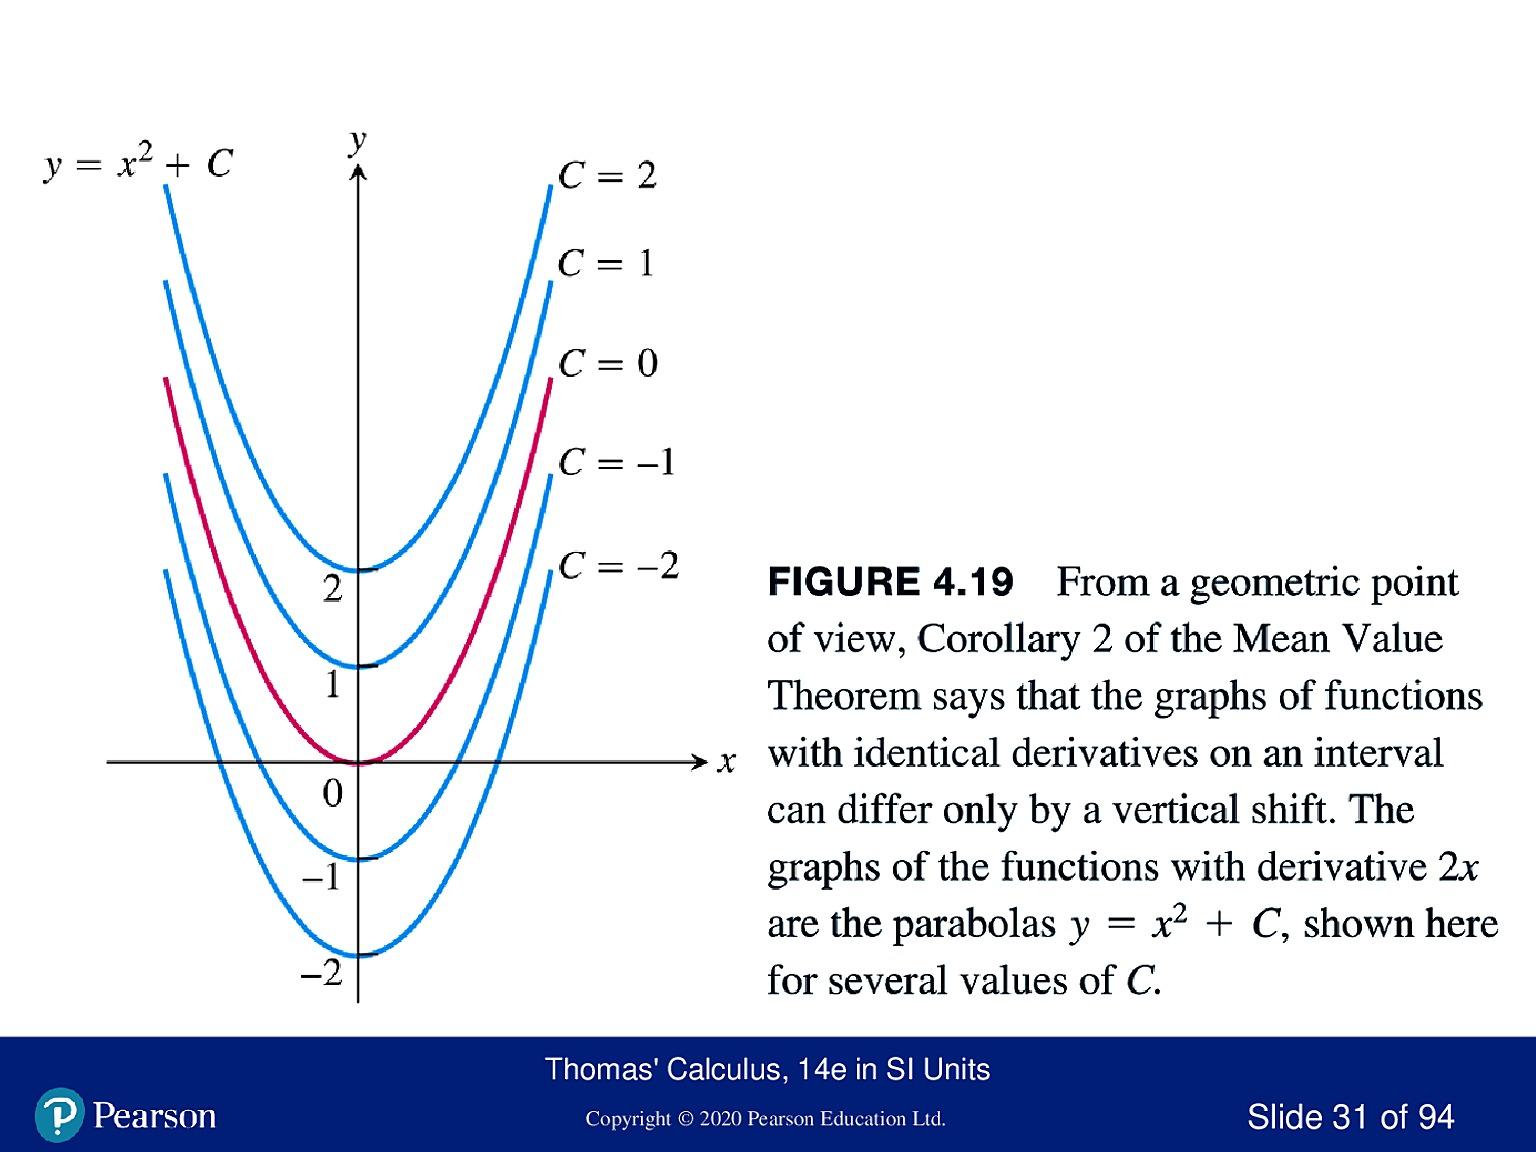 y = x² + C
y
C = 2
C = 1
C = 0
C = –1
C = –2
2
1
0
–1
–2
x
FIGURE 4.19 From a geometric point
of view, Corollary 2 of the Mean Value
Theorem says that the graphs of functions
with identical derivatives on an interval
can differ only by a vertical shift. The
graphs of the functions with derivative 2x
are the parabolas y = x² + C, shown here
for several values of C.
Thomas' Calculus, 14e in SI Units
Pearson
Copyright © 2020 Pearson Education Ltd.
Slide 31 of 94